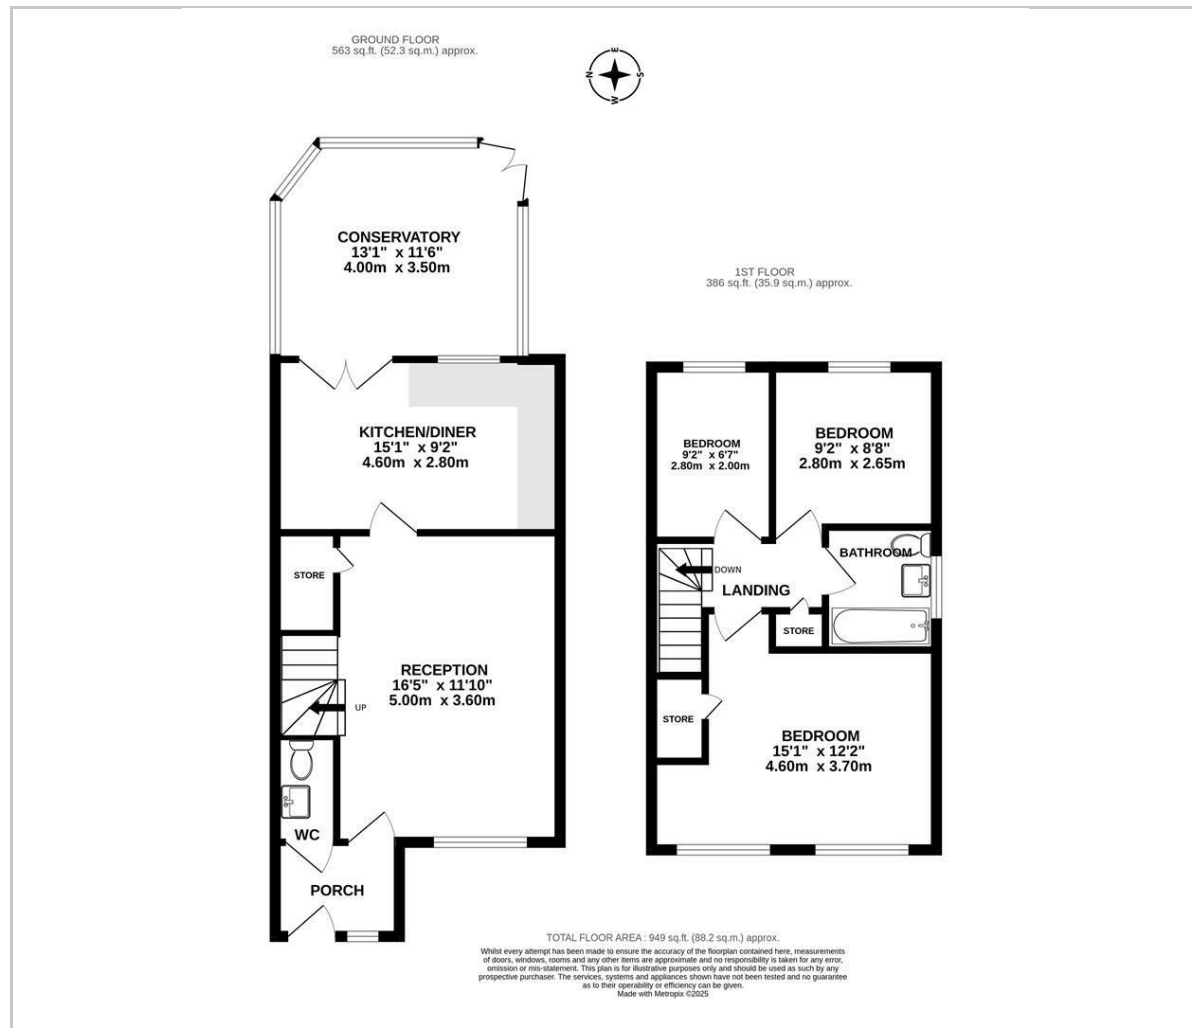 GROUND FLOOR
563 sq.ft. (52.3 sq.m.) approx.
E
N
S
W
CONSERVATORY
13'1" x 11'6"
4.00m x 3.50m
KITCHEN/DINER
15'1" x 9'2"
4.60m x 2.80m
STORE
RECEPTION
16'5" x 11'10"
5.00m x 3.60m
UP
WC
PORCH
1ST FLOOR
386 sq.ft. (35.9 sq.m.) approx.
BEDROOM
9'2" x 6'7"
2.80m x 2.00m
BEDROOM
9'2" x 8'8"
2.80m x 2.65m
BATHROOM
DOWN
LANDING
STORE
STORE
BEDROOM
15'1" x 12'2"
4.60m x 3.70m
TOTAL FLOOR AREA : 949 sq.ft. (88.2 sq.m.) approx.
Whilst every attempt has been made to ensure the accuracy of the floorplan contained here, measurements
of doors, windows, rooms and any other items are approximate and no responsibility is taken for any error,
omission or mis-statement. This plan is for illustrative purposes only and should be used as such by any
prospective purchaser. The services, systems and appliances shown have not been tested and no guarantee
as to their operability or efficiency can be given.
Made with Metropix ©2025